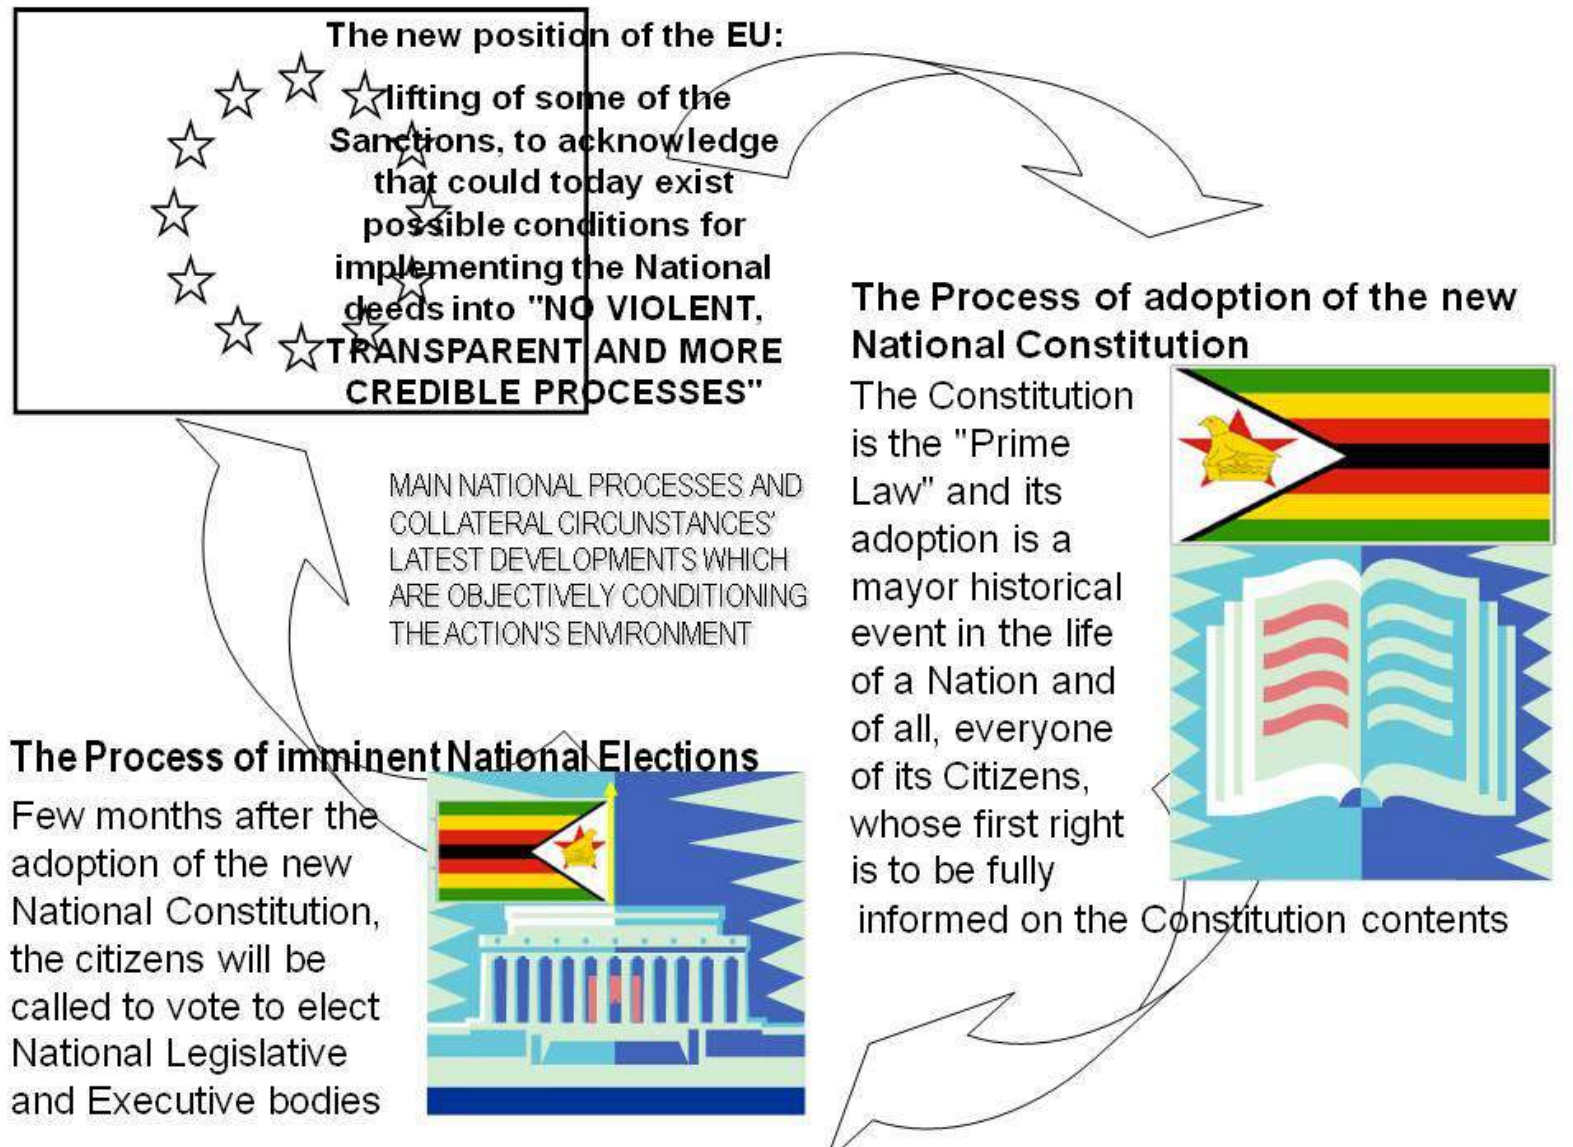 The new position of the EU:
lifting of some of the
Sanctions, to acknowledge
that could today exist
possible conditions for
implementing the National
deeds into "NO VIOLENT,
TRANSPARENT AND MORE
CREDIBLE PROCESSES"
The Process of adoption of the new
National Constitution
The Constitution
is the "Prime
Law" and its
adoption is a
mayor historical
event in the life
of a Nation and
of all, everyone
of its Citizens,
whose first right
is to be fully
informed on the Constitution contents
MAIN NATIONAL PROCESSES AND
COLLATERAL CIRCUNSTANCES'
LATEST DEVELOPMENTS WHICH
ARE OBJECTIVELY CONDITIONING
THE ACTION'S ENVIRONMENT
The Process of imminent National Elections
Few months after the
adoption of the new
National Constitution,
the citizens will be
called to vote to elect
National Legislative
and Executive bodies